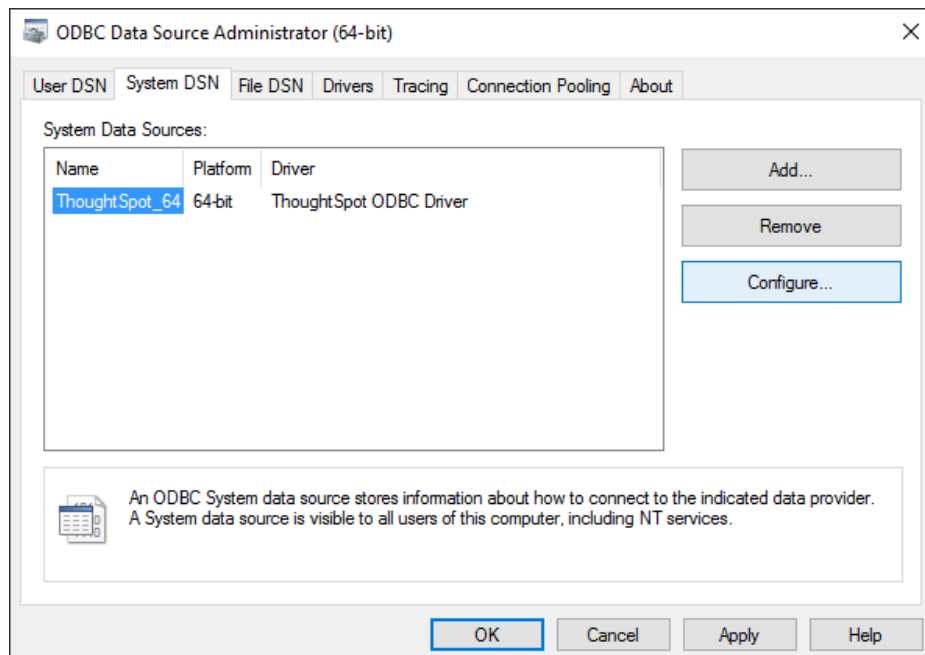 ODBC Data Source Administrator (64-bit)
User DSN System DSN File DSN Drivers Tracing Connection Pooling About
System Data Sources:
Name Platform Driver
ThoughtSpot_64 64-bit ThoughtSpot ODBC Driver
Add...
Remove
Configure...
An ODBC System data source stores information about how to connect to the indicated data provider.
A System data source is visible to all users of this computer, including NT services.
OK Cancel Apply Help